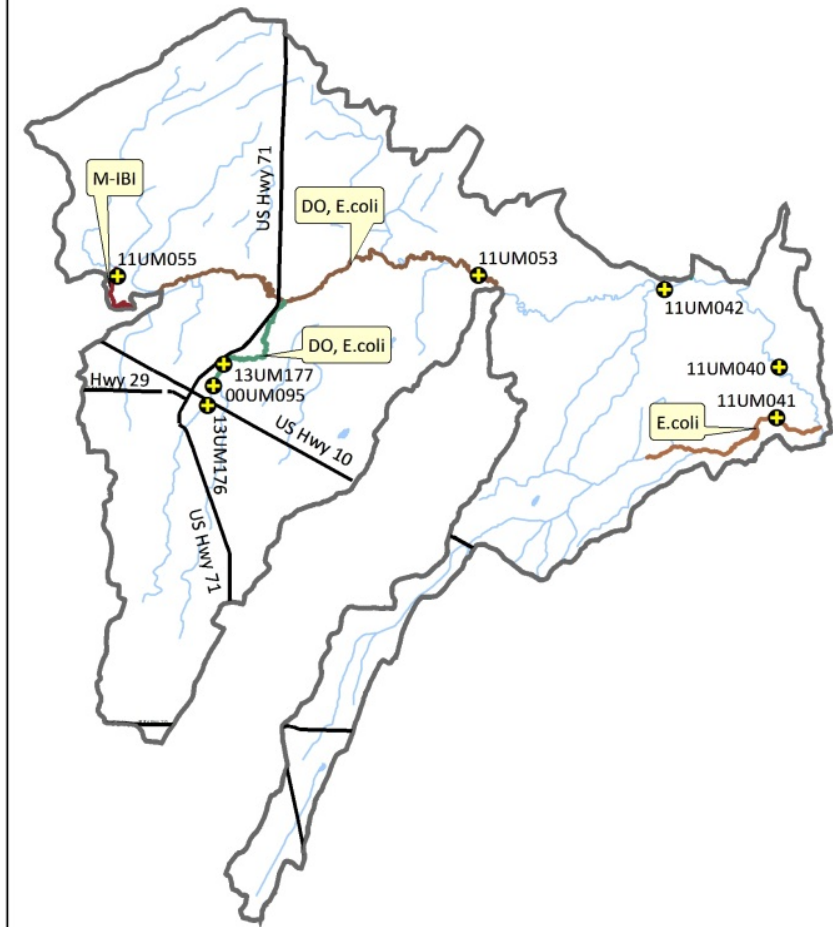 US Hwy 71
M-IBI
DO, E.coli
11UM055
11UM053
11UM042
DO, E.coli
13UM177
11UM040
Hwy 29
00UM095
11UM041
E.coli
US Hwy 10
13UM176
US Hwy 71